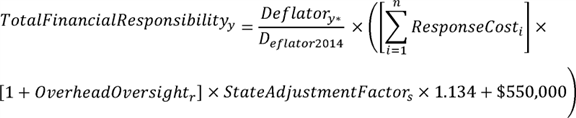 TotalFinancialResponsibility_y = Deflator_y* / D_eflator2014 × ([∑_{i=1}^{n} ResponseCost_i] ×
[1 + OverheadOversight_r] × StateAdjustmentFactor_s × 1.134 + $550,000)